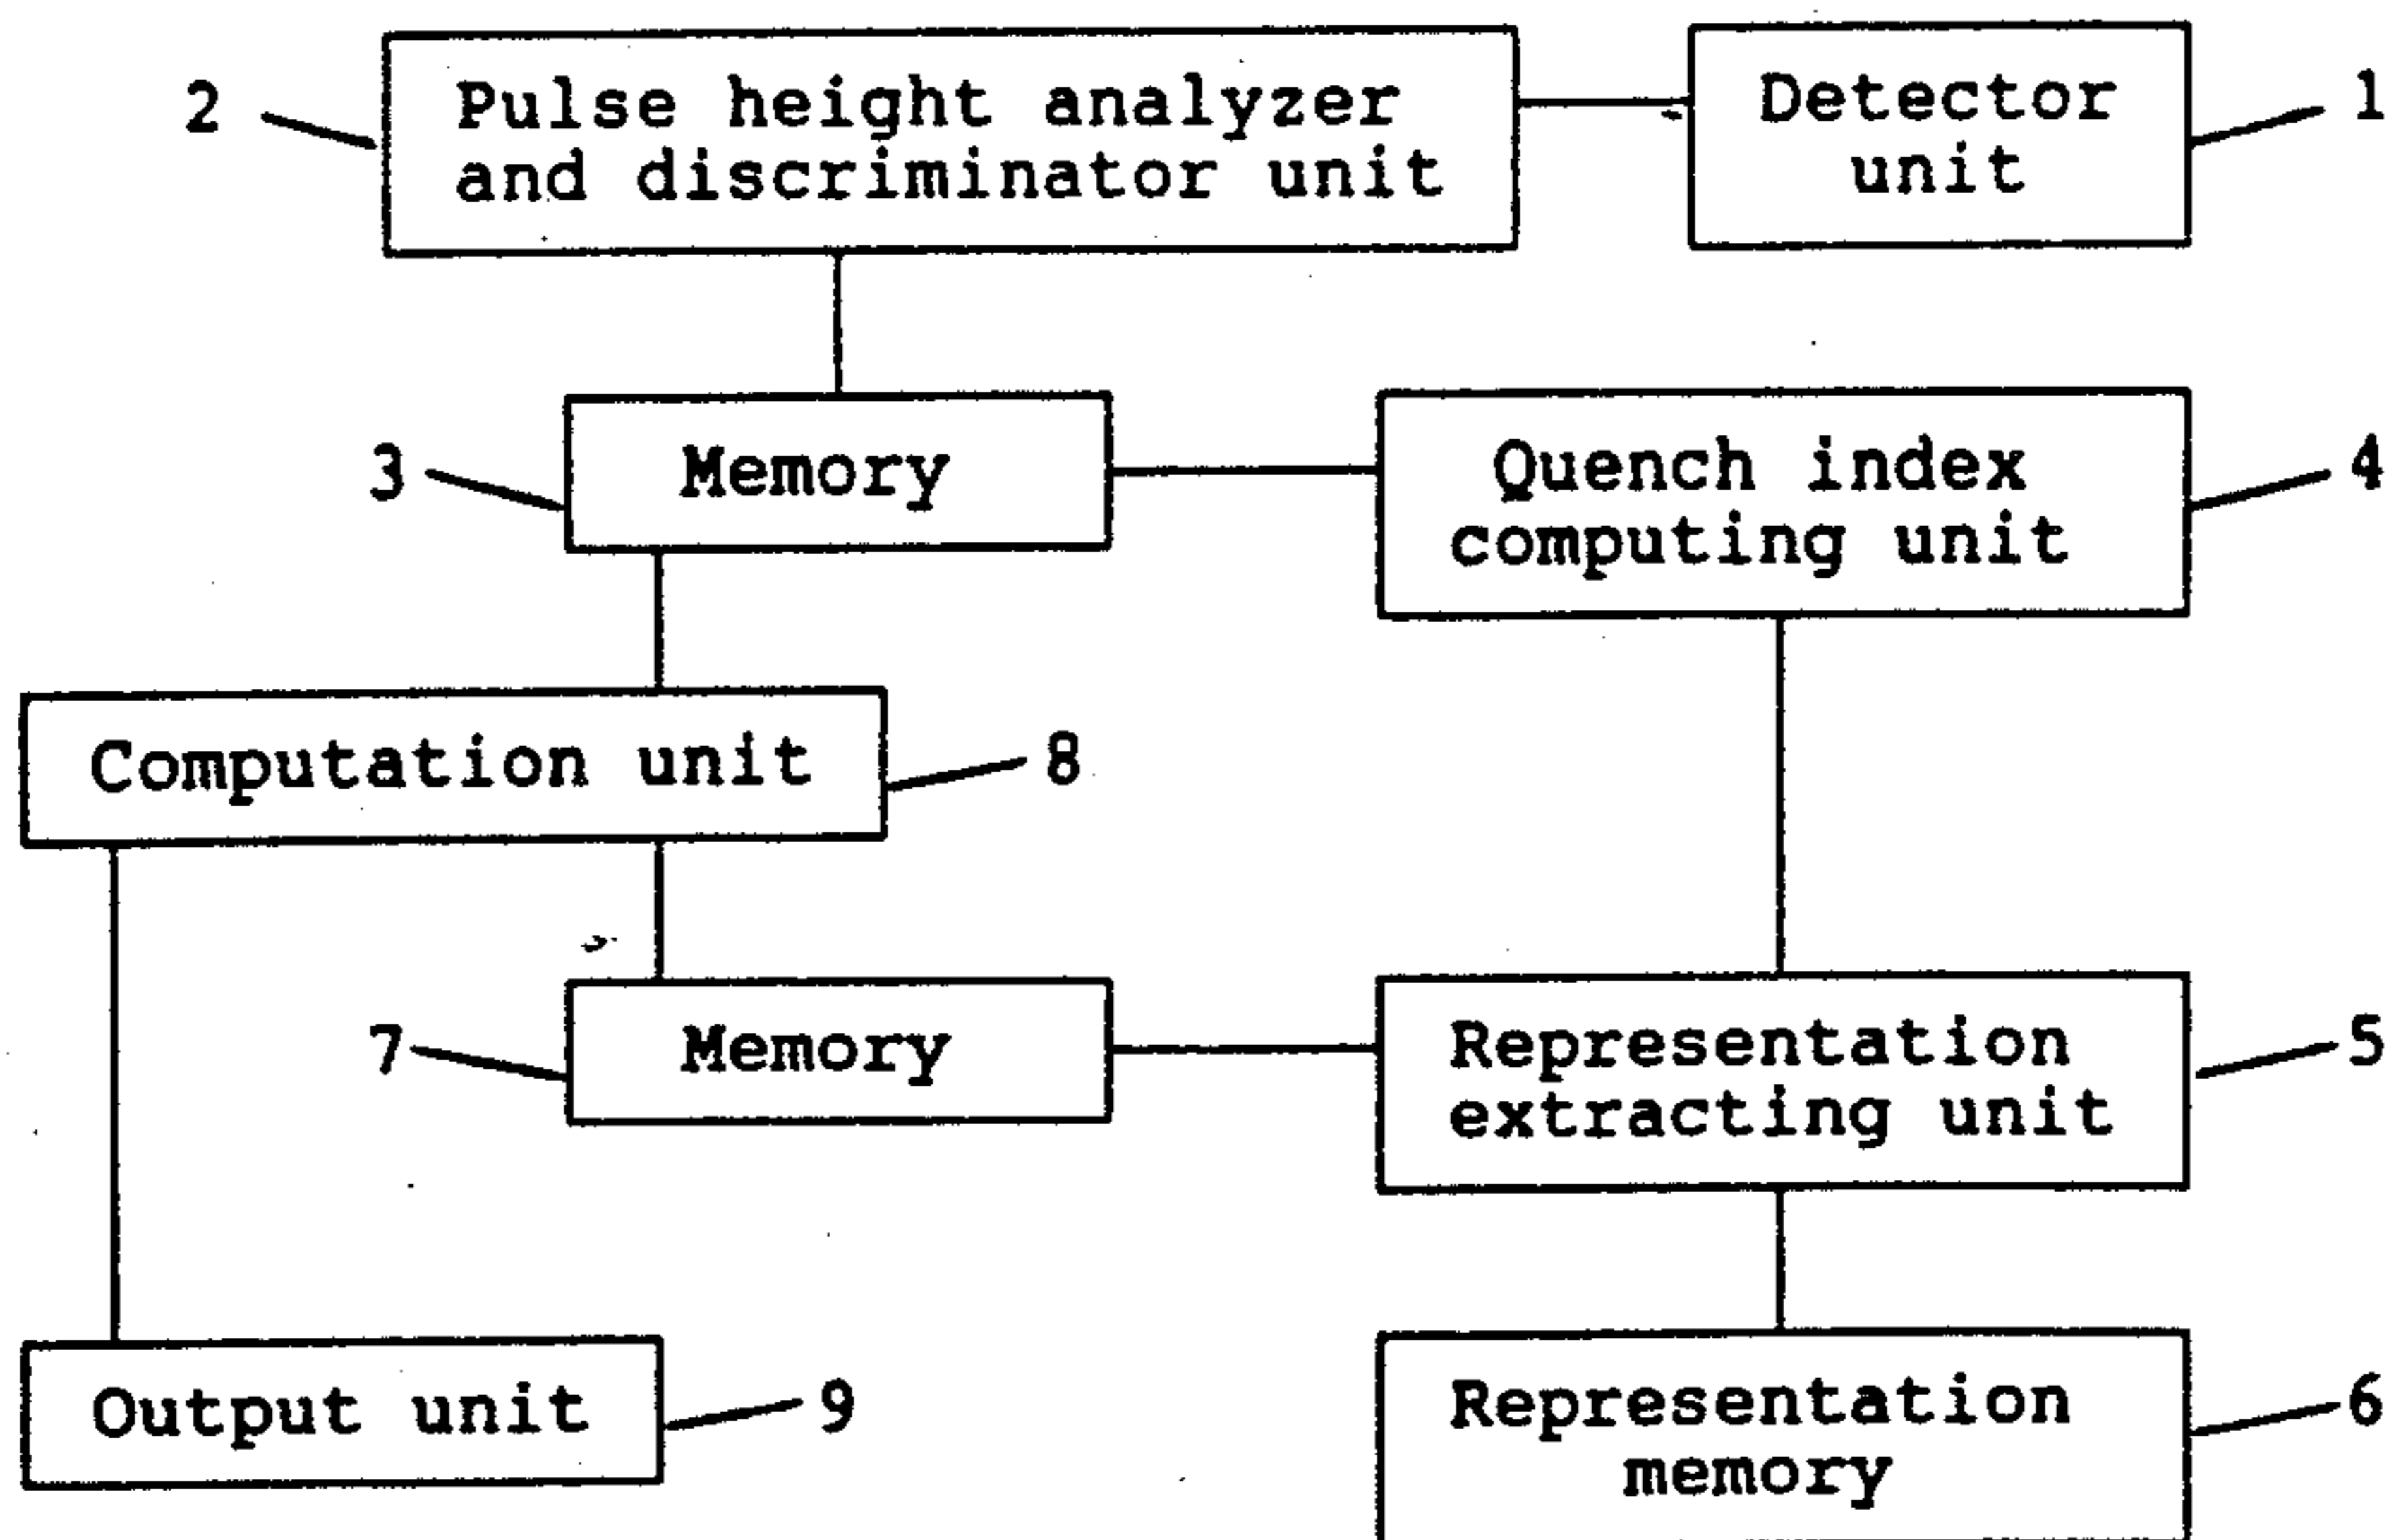 2
Pulse height analyzer
and discriminator unit
Detector
unit
1
3
Memory
Quench index
computing unit
4
Computation unit
8
7
Memory
Representation
extracting unit
5
Output unit
9
Representation
memory
6